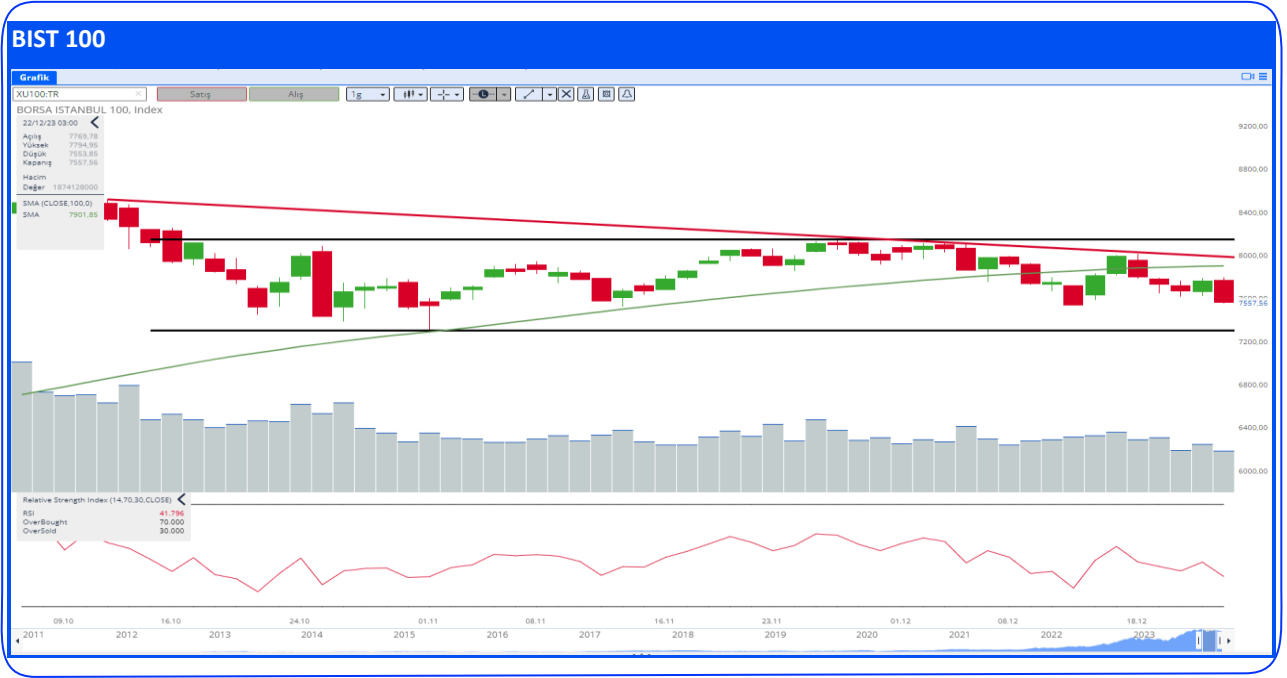 BIST 100
Grafik
XU100:TR
Satış
Alış
1g
L
BORSA ISTANBUL 100, Index
22/12/23 03:00
Açılış 7769,78
Yüksek 7794,95
Düşük 7553,85
Kapanış 7557,56
Hacim
Değer 1874128000
SMA (CLOSE,100,0)
SMA 7901,85
9200,00
8800,00
8400,00
8000,00
7557,56
7200,00
6800,00
6400,00
6000,00
Relative Strength Index (14,70,30,CLOSE)
RSI 41.796
OverBought 70.000
OverSold 30.000
09.10 16.10 24.10 01.11 08.11 16.11 23.11 01.12 08.12 18.12
2011 2012 2013 2014 2015 2016 2017 2018 2019 2020 2021 2022 2023